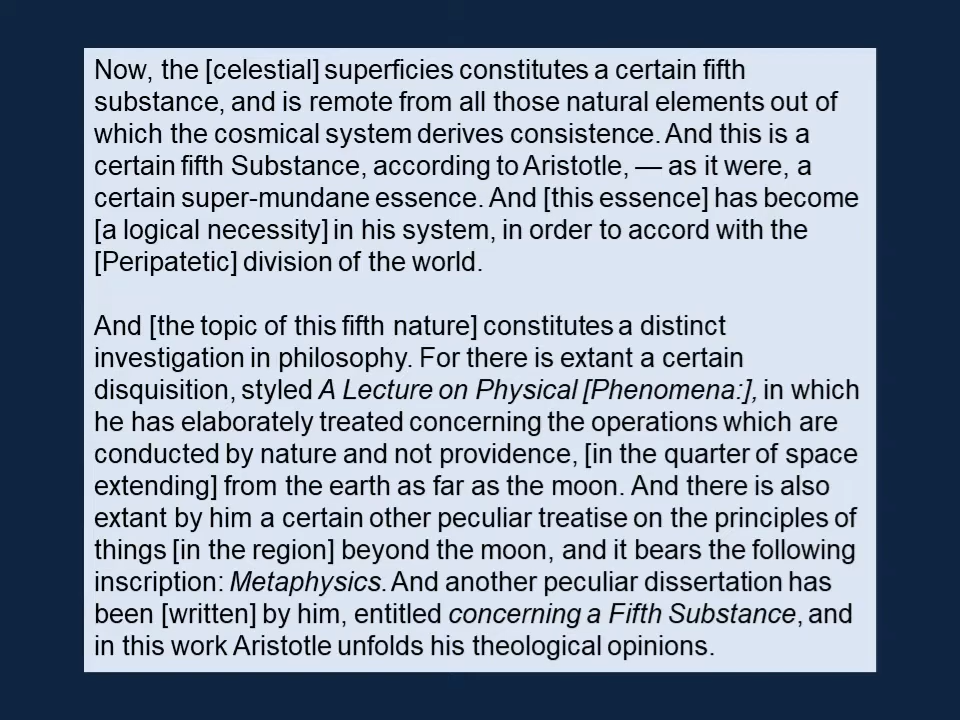 Now, the [celestial] superficies constitutes a certain fifth
substance, and is remote from all those natural elements out of
which the cosmical system derives consistence. And this is a
certain fifth Substance, according to Aristotle, — as it were, a
certain super-mundane essence. And [this essence] has become
[a logical necessity] in his system, in order to accord with the
[Peripatetic] division of the world.
And [the topic of this fifth nature] constitutes a distinct
investigation in philosophy. For there is extant a certain
disquisition, styled A Lecture on Physical [Phenomena:], in which
he has elaborately treated concerning the operations which are
conducted by nature and not providence, [in the quarter of space
extending] from the earth as far as the moon. And there is also
extant by him a certain other peculiar treatise on the principles of
things [in the region] beyond the moon, and it bears the following
inscription: Metaphysics. And another peculiar dissertation has
been [written] by him, entitled concerning a Fifth Substance, and
in this work Aristotle unfolds his theological opinions.